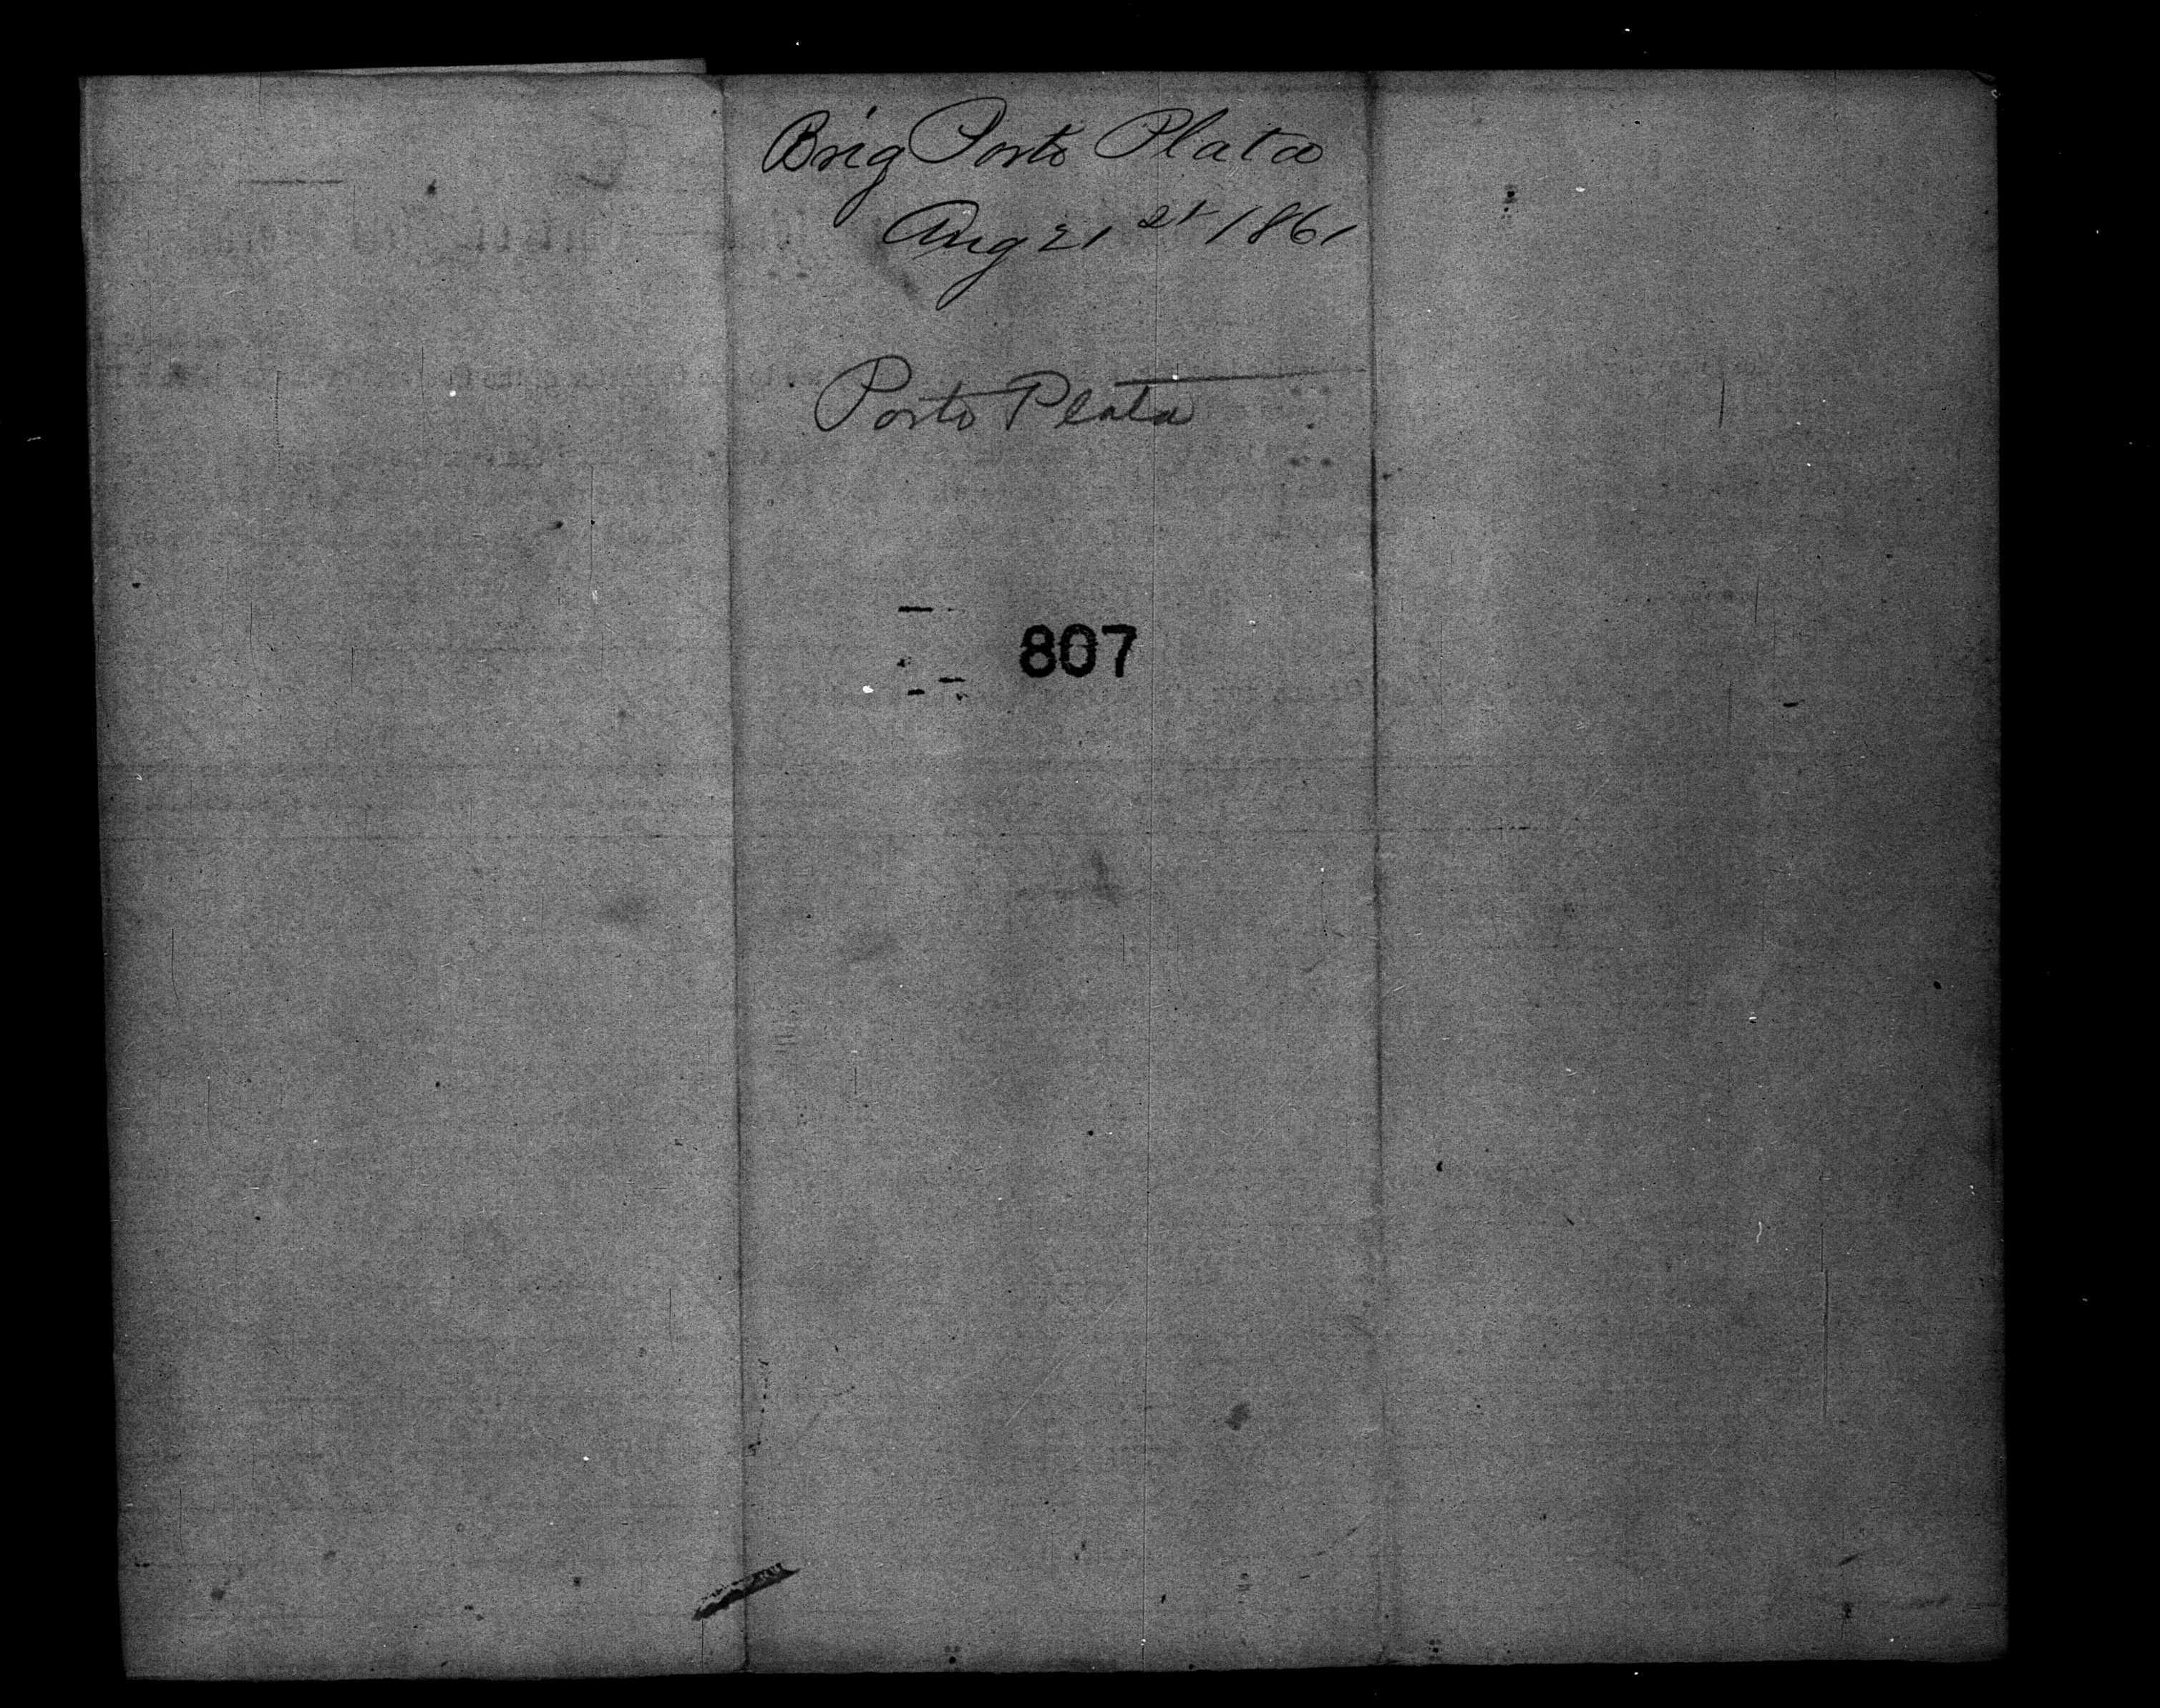 Brig Porto Plata
Aug 21st 1861
Porto Plata
807